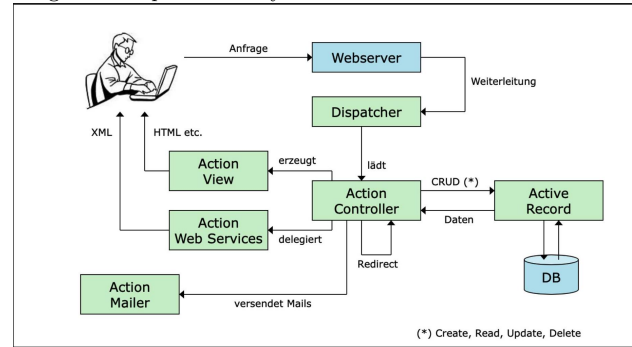 Anfrage
Webserver
Weiterleitung
Dispatcher
XML
HTML etc.
Action
View
erzeugt
lädt
Action
Controller
CRUD (*)
Active
Record
Daten
Action
Web Services
delegiert
Redirect
DB
Action
Mailer
versendet Mails
(*) Create, Read, Update, Delete